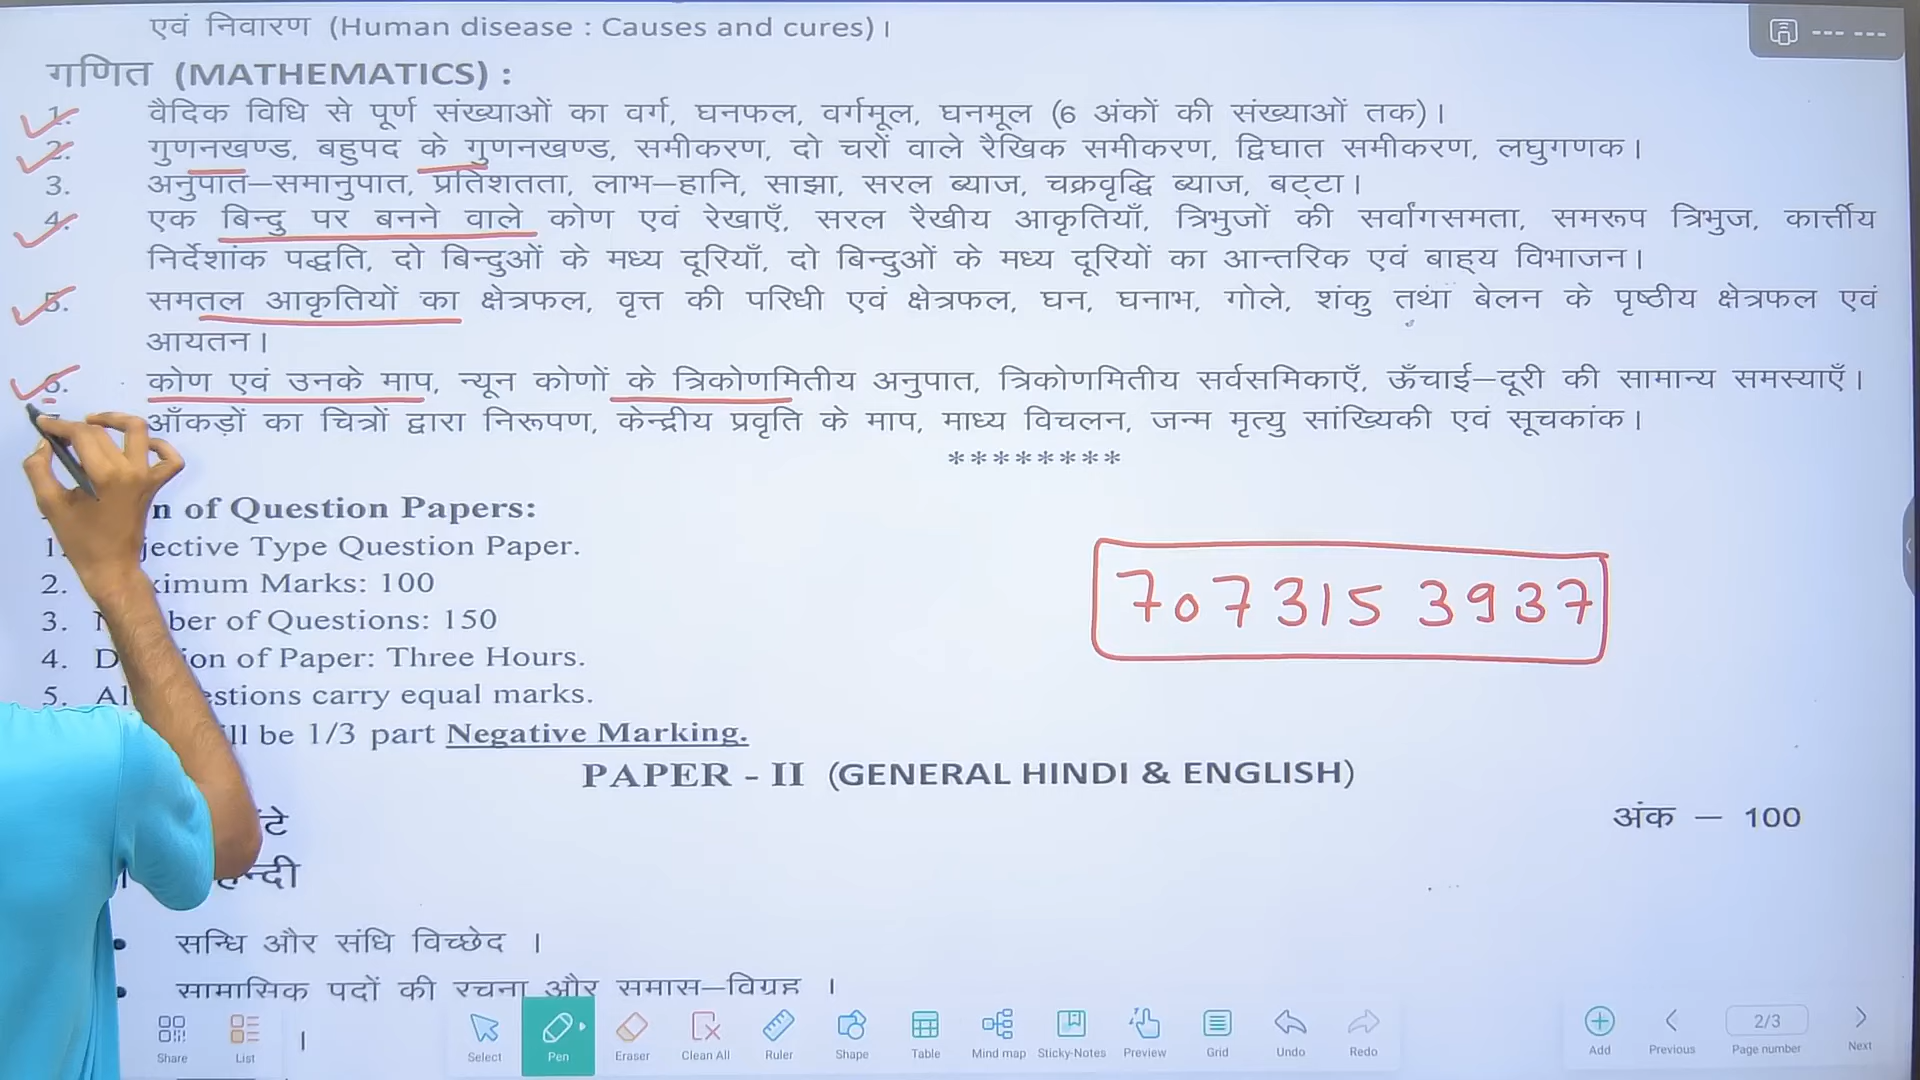 एवं निवारण (Human disease : Causes and cures)।
गणित (MATHEMATICS) :
1. वैदिक विधि से पूर्ण संख्याओं का वर्ग, घनफल, वर्गमूल, घनमूल (6 अंकों की संख्याओं तक)।
2. गुणनखण्ड, बहुपद के गुणनखण्ड, समीकरण, दो चरों वाले रैखिक समीकरण, द्विघात समीकरण, लघुगणक।
3. अनुपात–समानुपात, प्रतिशतता, लाभ–हानि, साझा, सरल ब्याज, चक्रवृद्धि ब्याज, बट्टा।
4. एक बिन्दु पर बनने वाले कोण एवं रेखाएँ, सरल रैखीय आकृतियाँ, त्रिभुजों की सर्वांगसमता, समरूप त्रिभुज, कार्त्तीय
निर्देशांक पद्धति, दो बिन्दुओं के मध्य दूरियाँ, दो बिन्दुओं के मध्य दूरियों का आन्तरिक एवं बाह्य विभाजन।
5. समतल आकृतियों का क्षेत्रफल, वृत्त की परिधी एवं क्षेत्रफल, घन, घनाभ, गोले, शंकु तथा बेलन के पृष्ठीय क्षेत्रफल एवं
आयतन।
6. कोण एवं उनके माप, न्यून कोणों के त्रिकोणमितीय अनुपात, त्रिकोणमितीय सर्वसमिकाएँ, ऊँचाई–दूरी की सामान्य समस्याएँ।
आँकड़ों का चित्रों द्वारा निरूपण, केन्द्रीय प्रवृति के माप, माध्य विचलन, जन्म मृत्यु सांख्यिकी एवं सूचकांक।
********
n of Question Papers:
1. jective Type Question Paper.
2. ximum Marks: 100
3. N ber of Questions: 150
7073153937
4. D ion of Paper: Three Hours.
5. Al estions carry equal marks.
ll be 1/3 part Negative Marking.
PAPER - II (GENERAL HINDI & ENGLISH)
टे अंक – 100
हिन्दी
• सन्धि और संधि विच्छेद ।
• सामासिक पदों की रचना और समास–विग्रह ।
Share List Select Pen Eraser Clean All Ruler Shape Table Mind map Sticky-Notes Preview Grid Undo Redo Add Previous 2/3 Page number Next